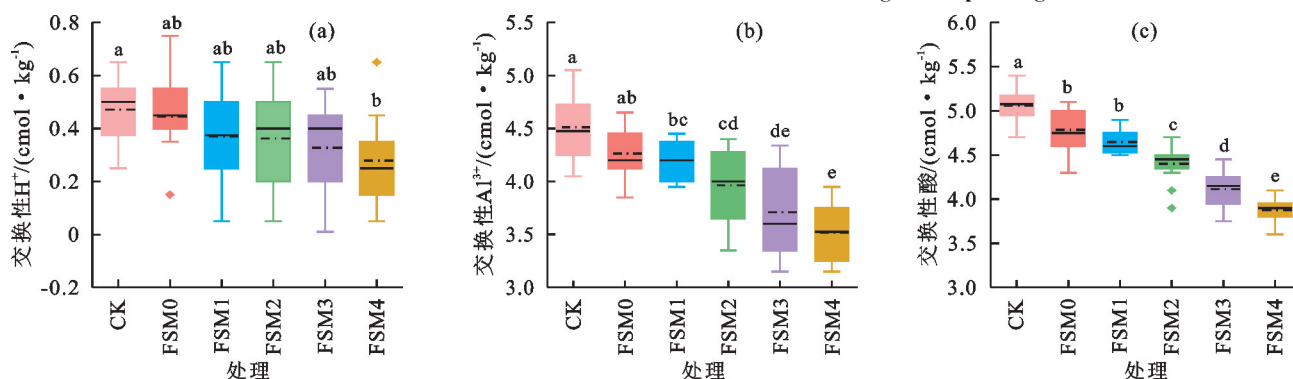 (a)
交换性H⁺/(cmol·kg⁻¹)
0.8
0.6
0.4
0.2
0
-0.2
a
ab
ab
ab
ab
b
CK
FSM0
FSM1
FSM2
FSM3
FSM4
处理
(b)
交换性Al³⁺/(cmol·kg⁻¹)
5.5
5.0
4.5
4.0
3.5
3.0
a
ab
bc
cd
de
e
CK
FSM0
FSM1
FSM2
FSM3
FSM4
处理
(c)
交换性酸/(cmol·kg⁻¹)
6.0
5.5
5.0
4.5
4.0
3.5
3.0
a
b
b
c
d
e
CK
FSM0
FSM1
FSM2
FSM3
FSM4
处理